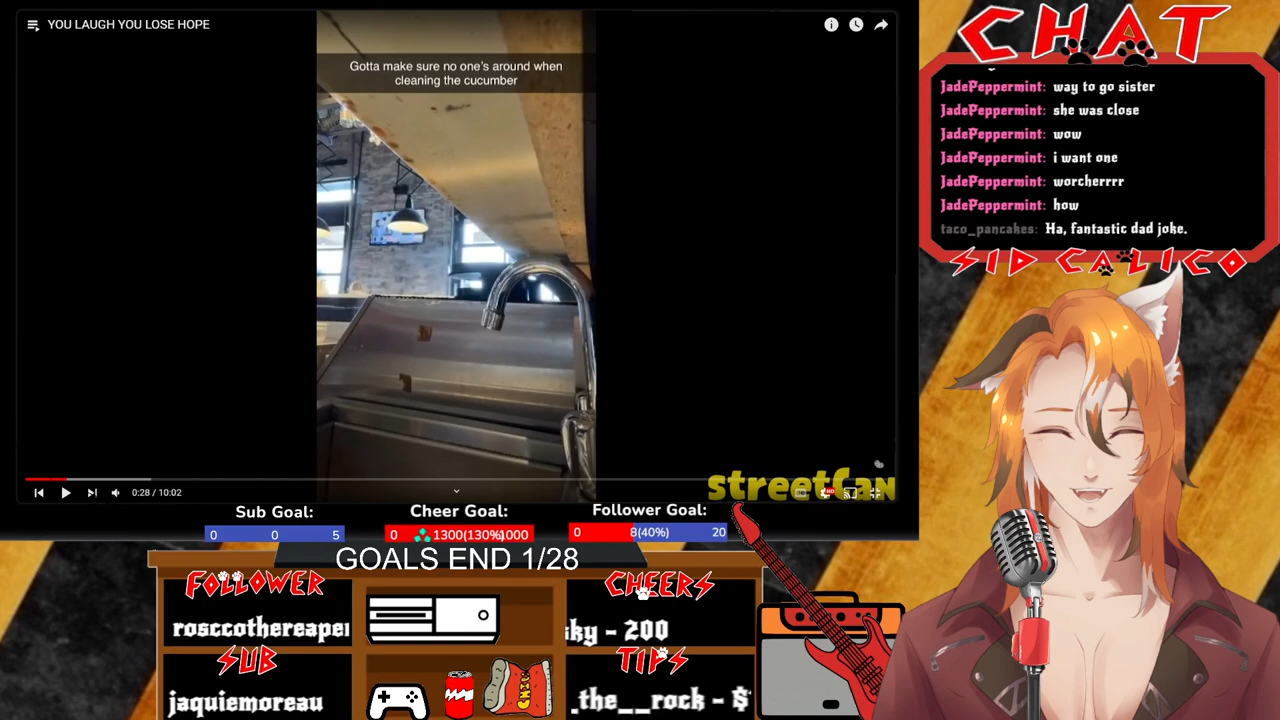 YOU LAUGH YOU LOSE HOPE
Gotta make sure no one's around when
cleaning the cucumber
0:28 / 10:02
streetCan
CHAT
JadePeppermint: way to go sister
JadePeppermint: she was close
JadePeppermint: wow
JadePeppermint: i want one
JadePeppermint: worcherrrr
JadePeppermint: how
taco_pancakes: Ha, fantastic dad joke.
SID CALICO
Sub Goal:
0 0 5
Cheer Goal:
0 1300(130%)1000
Follower Goal:
0 8(40%) 20
GOALS END 1/28
FOLLOWER
rosccothereaper
SUB
jaquiemoreau
CHEERS
ky - 200
TIPS
.the__rock - $